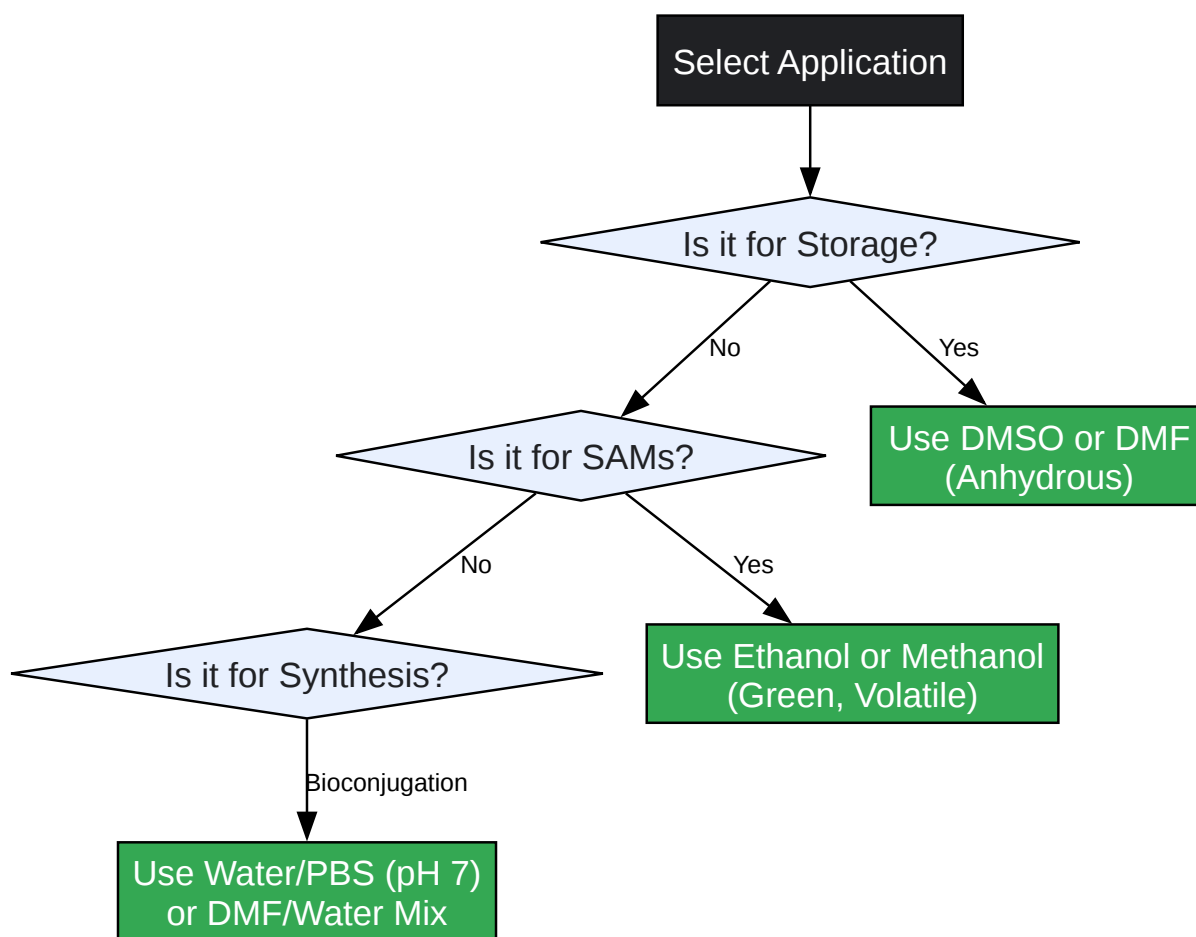 Select Application
Is it for Storage?
No
Yes
Use DMSO or DMF
(Anhydrous)
Is it for SAMs?
No
Yes
Use Ethanol or Methanol
(Green, Volatile)
Is it for Synthesis?
Bioconjugation
Use Water/PBS (pH 7)
or DMF/Water Mix